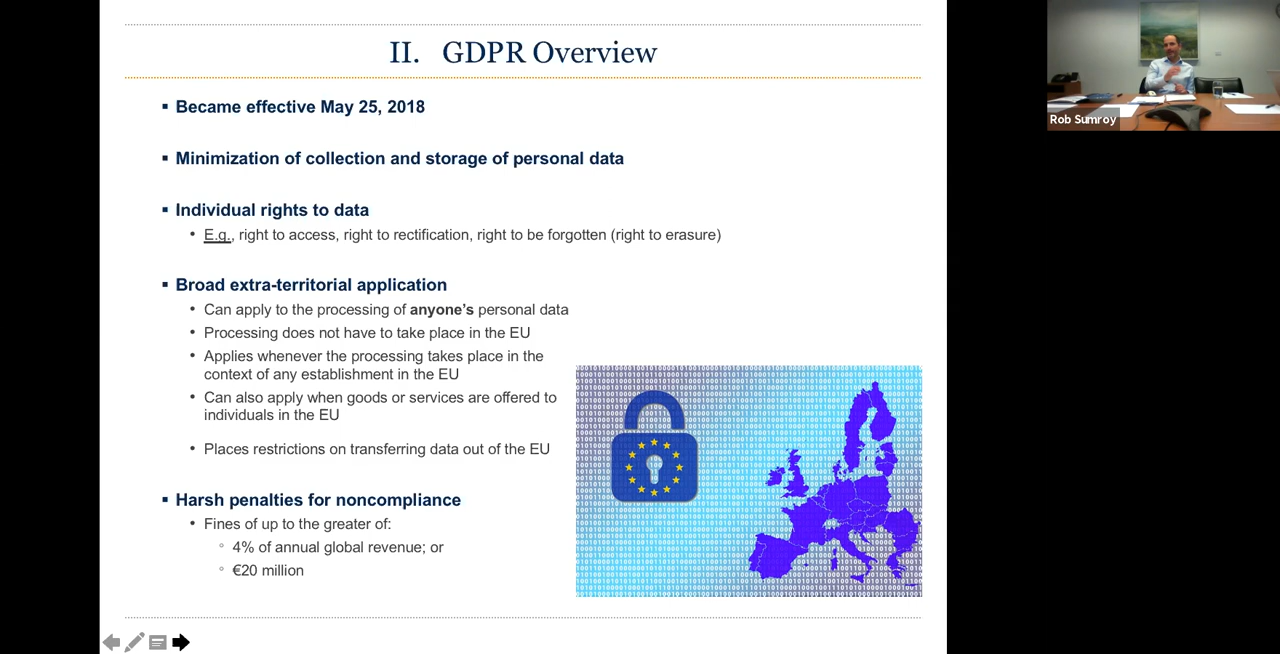 II. GDPR Overview
▪ Became effective May 25, 2018
▪ Minimization of collection and storage of personal data
▪ Individual rights to data
• E.g., right to access, right to rectification, right to be forgotten (right to erasure)
▪ Broad extra-territorial application
• Can apply to the processing of anyone’s personal data
• Processing does not have to take place in the EU
• Applies whenever the processing takes place in the
context of any establishment in the EU
• Can also apply when goods or services are offered to
individuals in the EU
• Places restrictions on transferring data out of the EU
▪ Harsh penalties for noncompliance
• Fines of up to the greater of:
◦ 4% of annual global revenue; or
◦ €20 million
Rob Sumroy